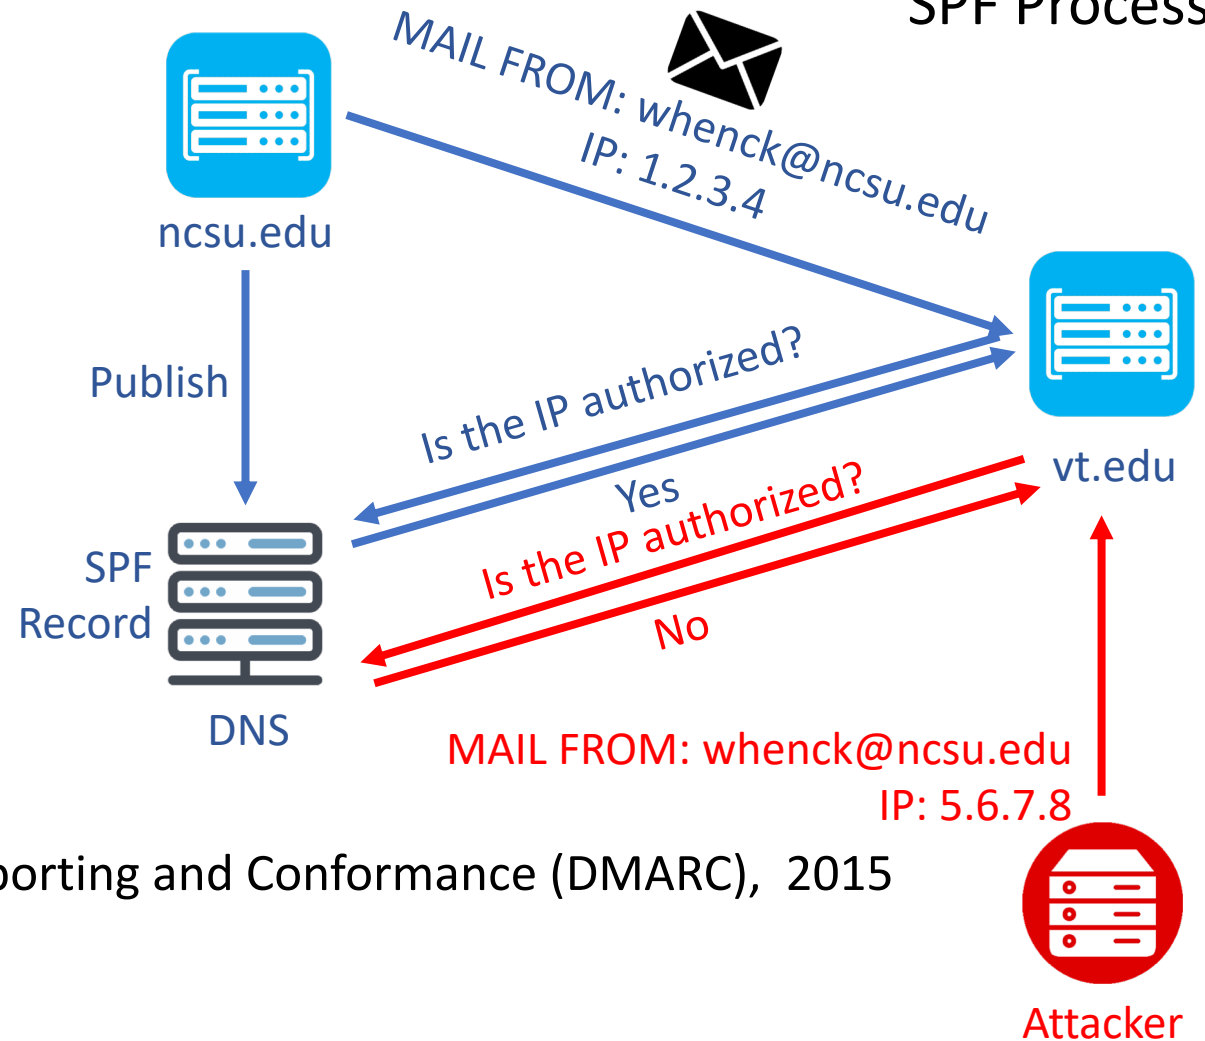 SPF Process
MAIL FROM: whenck@ncsu.edu
IP: 1.2.3.4
ncsu.edu
Publish
Is the IP authorized?
Yes
vt.edu
Is the IP authorized?
No
SPF
Record
DNS
MAIL FROM: whenck@ncsu.edu
IP: 5.6.7.8
porting and Conformance (DMARC), 2015
Attacker